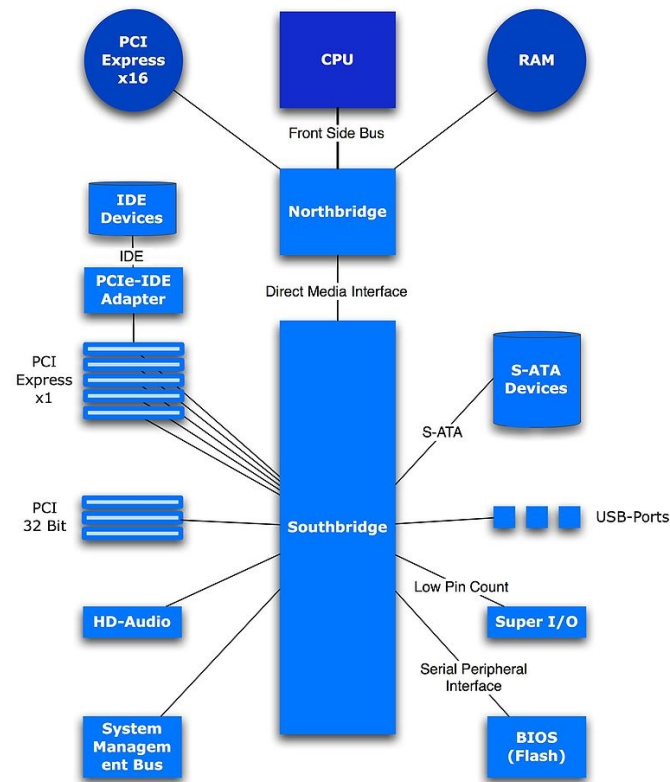 PCI
Express
x16
CPU
RAM
Front Side Bus
Northbridge
IDE
Devices
IDE
PCIe-IDE
Adapter
Direct Media Interface
PCI
Express
x1
S-ATA
Devices
S-ATA
PCI
32 Bit
Southbridge
USB-Ports
HD-Audio
Low Pin Count
Super I/O
Serial Peripheral
Interface
System
Managem
ent Bus
BIOS
(Flash)